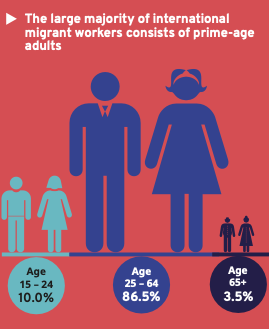 The large majority of international
migrant workers consists of prime-age
adults
Age
15 – 24
10.0%
Age
25 – 64
86.5%
Age
65+
3.5%